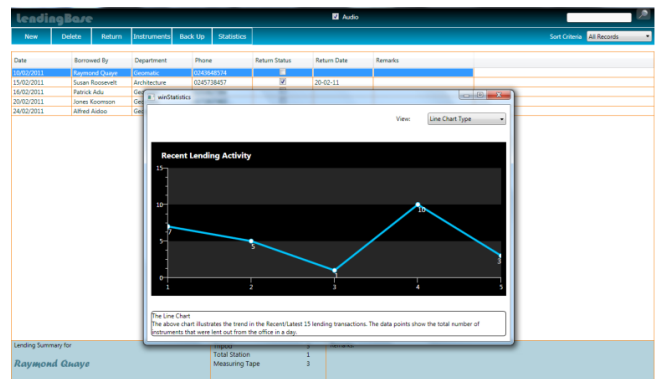 LendingBase
Audio
New Delete Return Instruments Back Up Statistics
Sort Criteria All Records
Date Borrowed By Department Phone Return Status Return Date Remarks
10/02/2011 Raymond Quaye Geomatic 0243648574
15/02/2011 Susan Roosevelt Architecture 0245738457 20-02-11
16/02/2011 Patrick Adu
20/02/2011 Jones Koomson
24/02/2011 Alfred Aidoo
winStatistics
View: Line Chart Type
Recent Lending Activity
15
10
5
0
7
5
1
10
3
1 2 3 4 5
The Line Chart
The above chart illustrates the trend in the Recent/Latest 15 lending transactions. The data points show the total number of
instruments that were lent out from the office in a day.
Lending Summary for
Raymond Quaye
Total Station 1
Measuring Tape 3